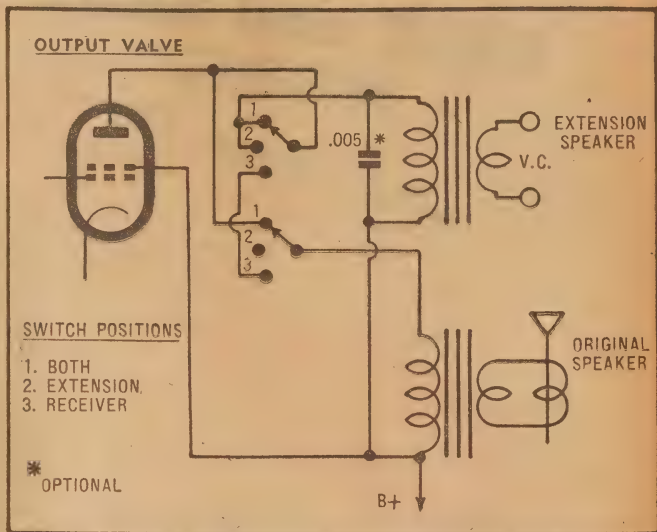 OUTPUT VALVE
1
2
3
.005 *
EXTENSION
SPEAKER
V.C.
1
2
3
SWITCH POSITIONS
1. BOTH
2. EXTENSION.
3. RECEIVER
ORIGINAL
SPEAKER
* OPTIONAL
B+